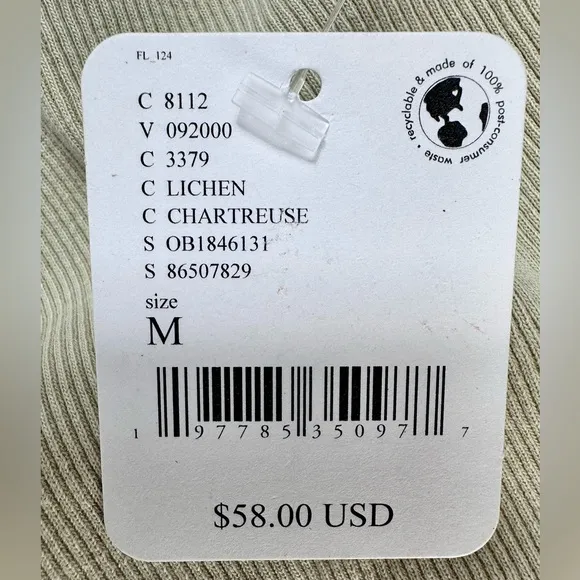 FL_124
recyclable & made of 100% post-consumer waste
C 8112
V 092000
C 3379
C LICHEN
C CHARTREUSE
S OB1846131
S 86507829
size
M
1 97785 35097 7
$58.00 USD